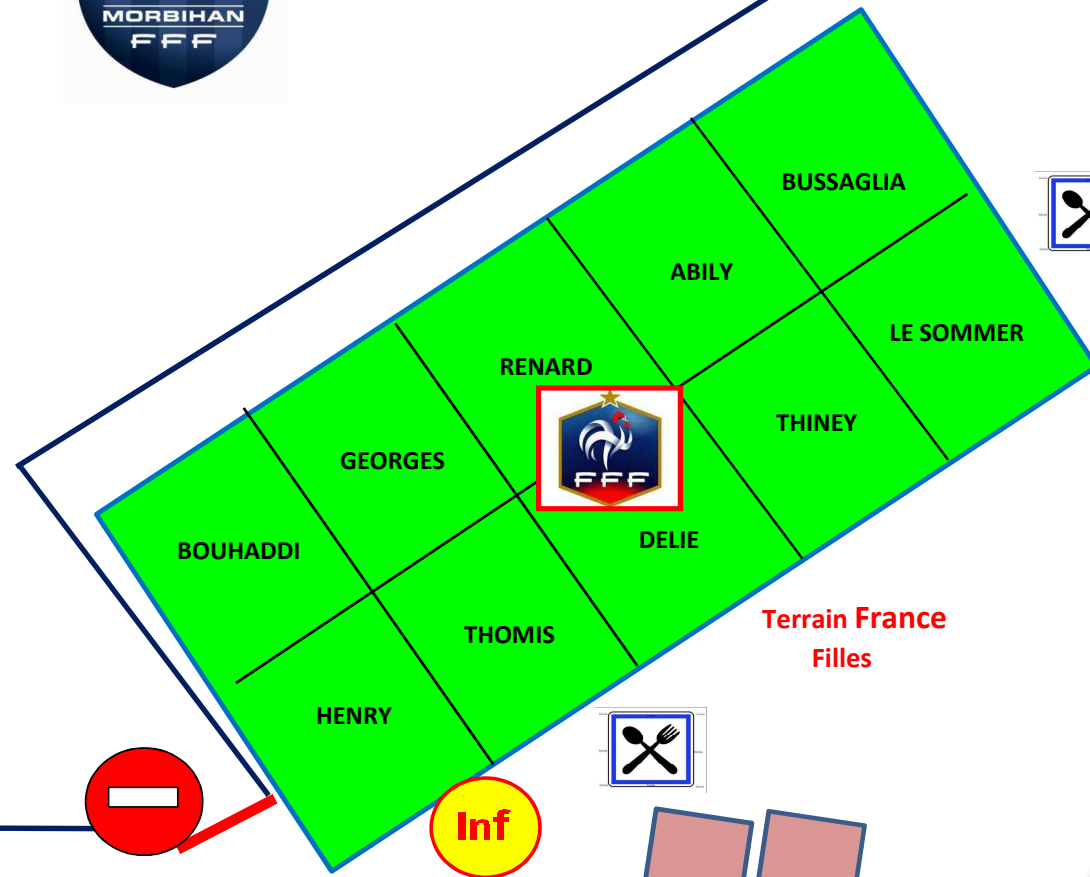 MORBIHAN
FFF
BUSSAGLIA
ABILY
LE SOMMER
RENARD
THINEY
GEORGES
FFF
DELIE
BOUHADDI
THOMIS
HENRY
Terrain France
Filles
Inf